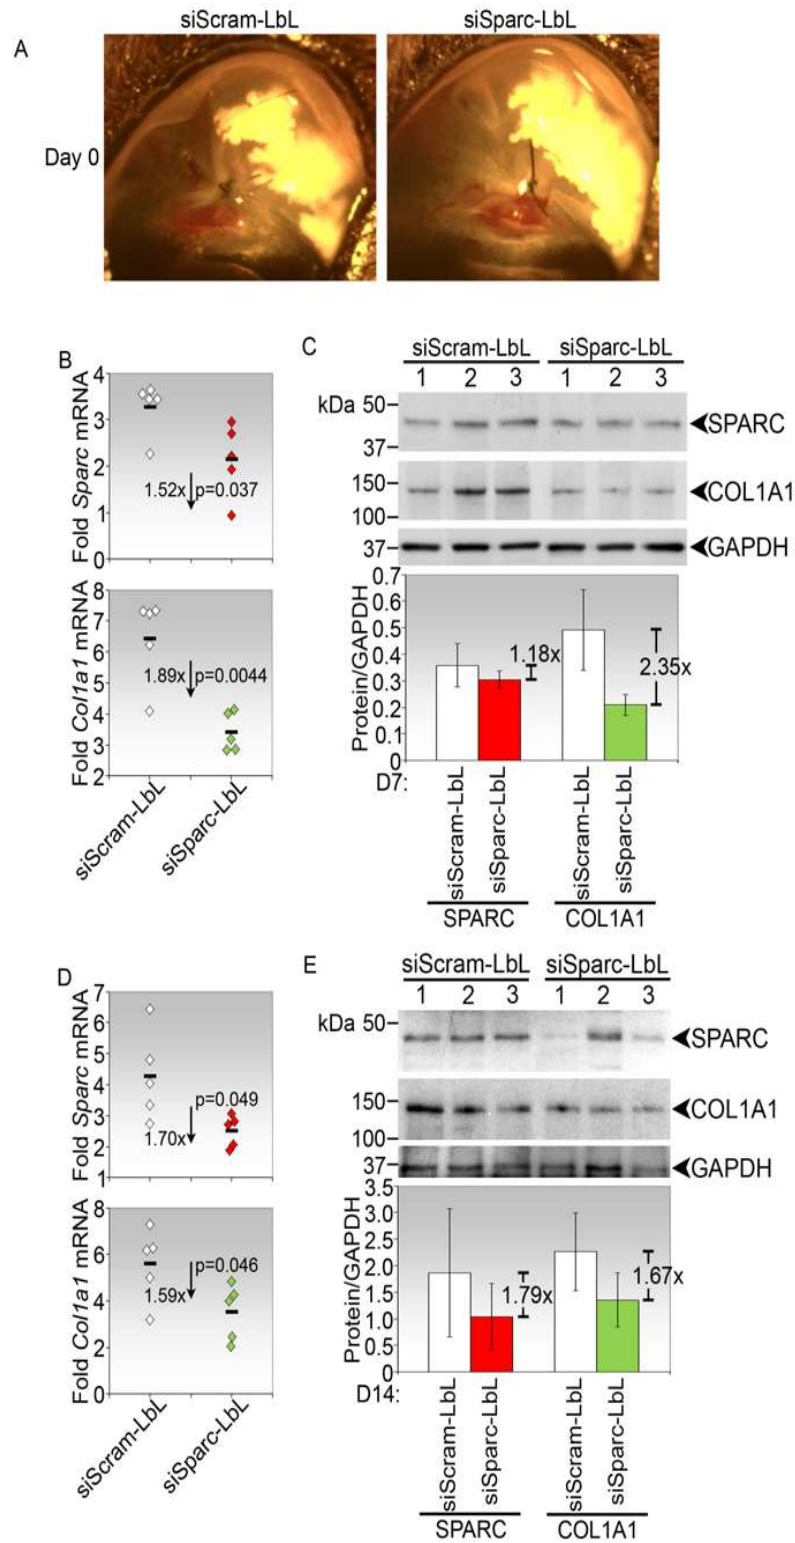 siScram-LbL siSparc-LbL
A
Day 0
B
Fold Sparc mRNA
4
3
2
1
0
1.52x p=0.037
Fold Col1a1 mRNA
8
7
6
5
4
3
2
1.89x p=0.0044
siScram-LbL siSparc-LbL
C
siScram-LbL siSparc-LbL
1 2 3 1 2 3
kDa 50
37
SPARC
150
100
COL1A1
37
GAPDH
Protein/GAPDH
0.7
0.6
0.5
0.4
0.3
0.2
0.1
0
1.18x
2.35x
D7:
siScram-LbL siSparc-LbL siScram-LbL siSparc-LbL
SPARC COL1A1
D
Fold Sparc mRNA
7
6
5
4
3
2
1
p=0.049
1.70x
Fold Col1a1 mRNA
8
6
4
2
0
p=0.046
1.59x
siScram-LbL siSparc-LbL
E
siScram-LbL siSparc-LbL
1 2 3 1 2 3
kDa 50
37
SPARC
150
100
COL1A1
37
GAPDH
Protein/GAPDH
3.5
3.0
2.5
2.0
1.5
1.0
0.5
0
1.79x
1.67x
D14:
siScram-LbL siSparc-LbL siScram-LbL siSparc-LbL
SPARC COL1A1